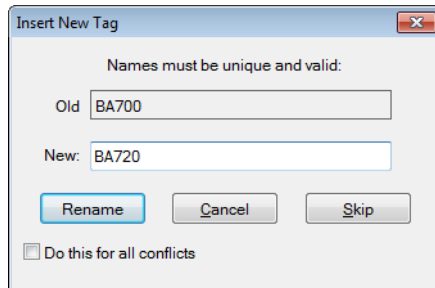 Insert New Tag
Names must be unique and valid:
Old BA700
New: BA720
Rename Cancel Skip
Do this for all conflicts